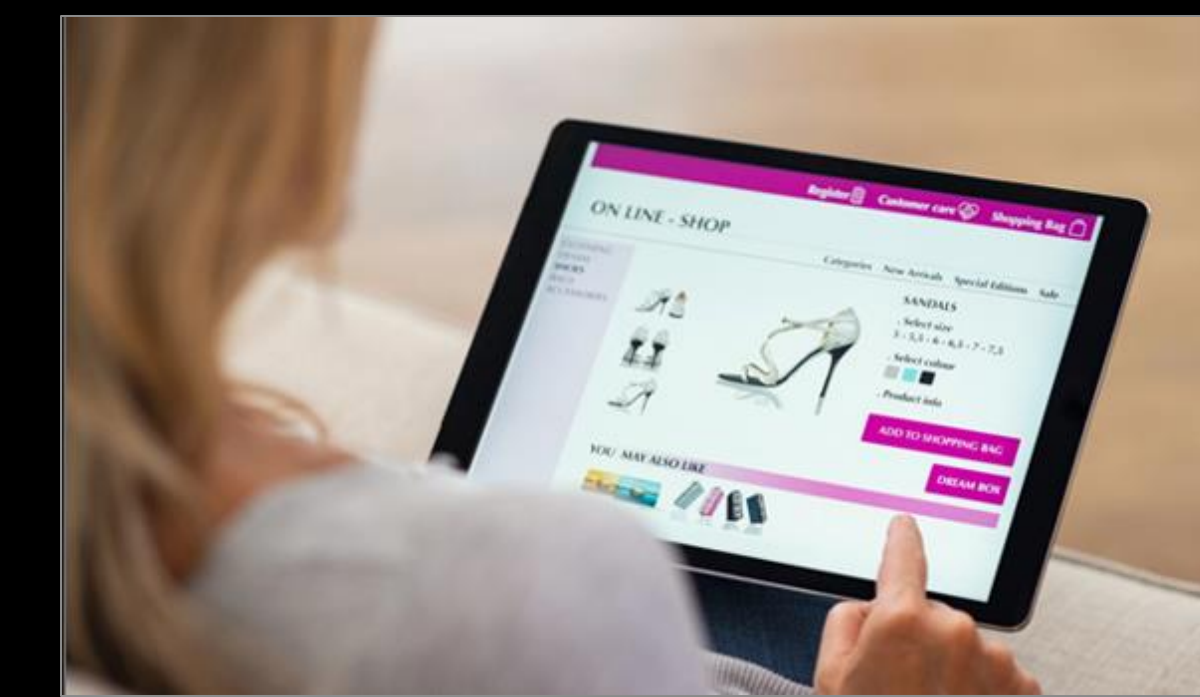 Register Customer care Shopping Bag
ON LINE - SHOP
Categories New Arrivals Special Editions Sale
SHOES
ACCESSORIES
SANDALS
. Select size
5 - 5,5 - 6 - 6,5 - 7 - 7,5
. Select colour
. Product info
ADD TO SHOPPING BAG
DREAM BOX
YOU MAY ALSO LIKE